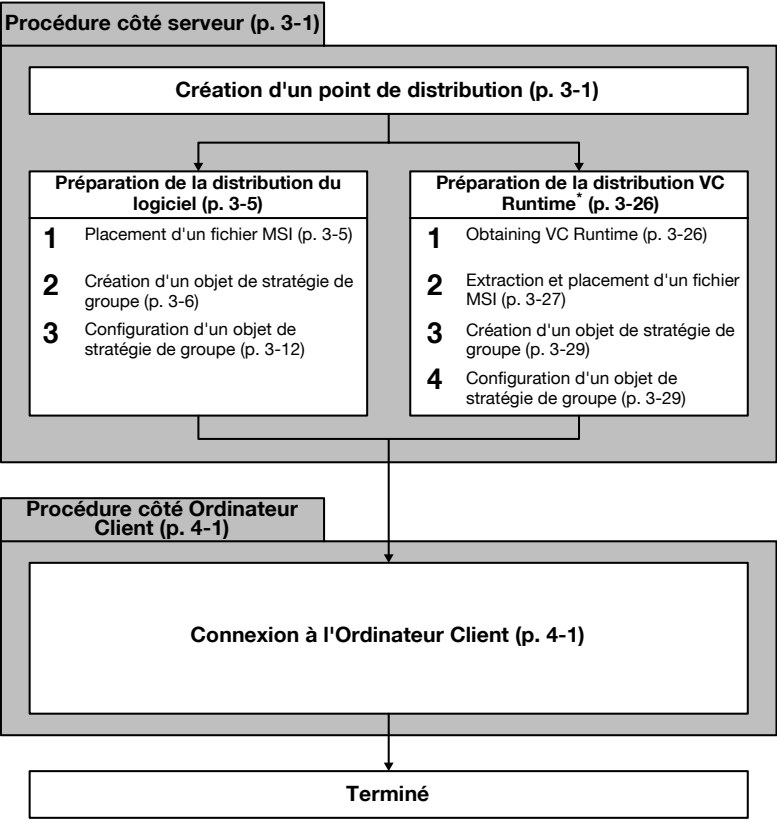 Procédure côté serveur (p. 3-1)
Création d'un point de distribution (p. 3-1)
Préparation de la distribution du
logiciel (p. 3-5)
1 Placement d'un fichier MSI (p. 3-5)
2 Création d'un objet de stratégie de
groupe (p. 3-6)
3 Configuration d'un objet de
stratégie de groupe (p. 3-12)
Préparation de la distribution VC
Runtime* (p. 3-26)
1 Obtaining VC Runtime (p. 3-26)
2 Extraction et placement d'un fichier
MSI (p. 3-27)
3 Création d'un objet de stratégie de
groupe (p. 3-29)
4 Configuration d'un objet de
stratégie de groupe (p. 3-29)
Procédure côté Ordinateur
Client (p. 4-1)
Connexion à l'Ordinateur Client (p. 4-1)
Terminé